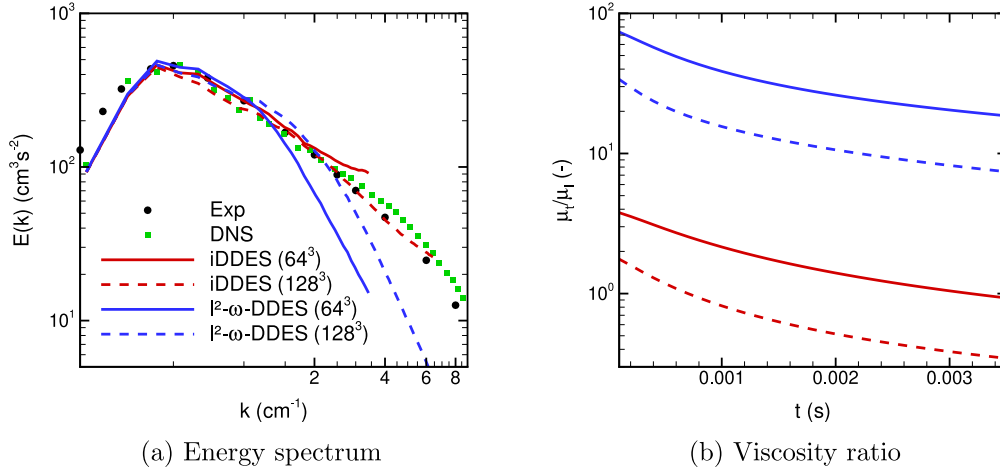 10³
10²
10¹
E(k) (cm³s⁻²)
Exp
DNS
iDDES (64³)
iDDES (128³)
l²-ω-DDES (64³)
l²-ω-DDES (128³)
2 4 6 8
k (cm⁻¹)
(a) Energy spectrum
10²
10¹
10⁰
μₜ/μₗ (-)
0.001 0.002 0.003
t (s)
(b) Viscosity ratio